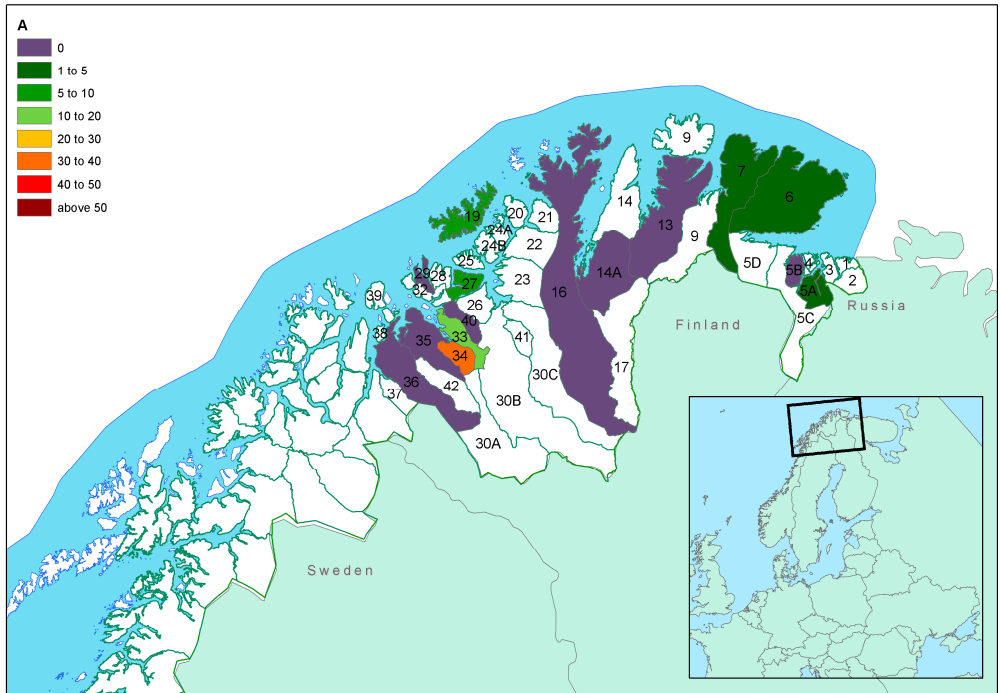 A
0
1 to 5
5 to 10
10 to 20
20 to 30
30 to 40
40 to 50
above 50
9
7
6
19
20
21
14
13
9
24A
24B
22
25
5D
5B
4
3
1
2
29
28
32
27
23
14A
16
5A
5C
39
26
40
38
35
33
34
41
17
36
42
30C
37
30B
30A
Finland
Russia
Sweden